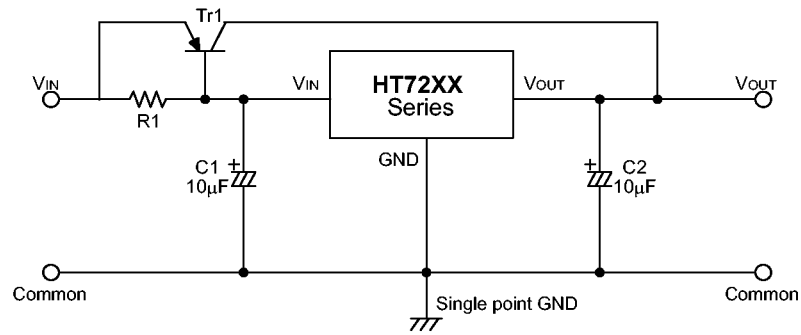 Tr1
VIN
R1
VIN
HT72XX
Series
VOUT
VOUT
GND
C1
10µF
C2
10µF
Common
Single point GND
Common
+
+